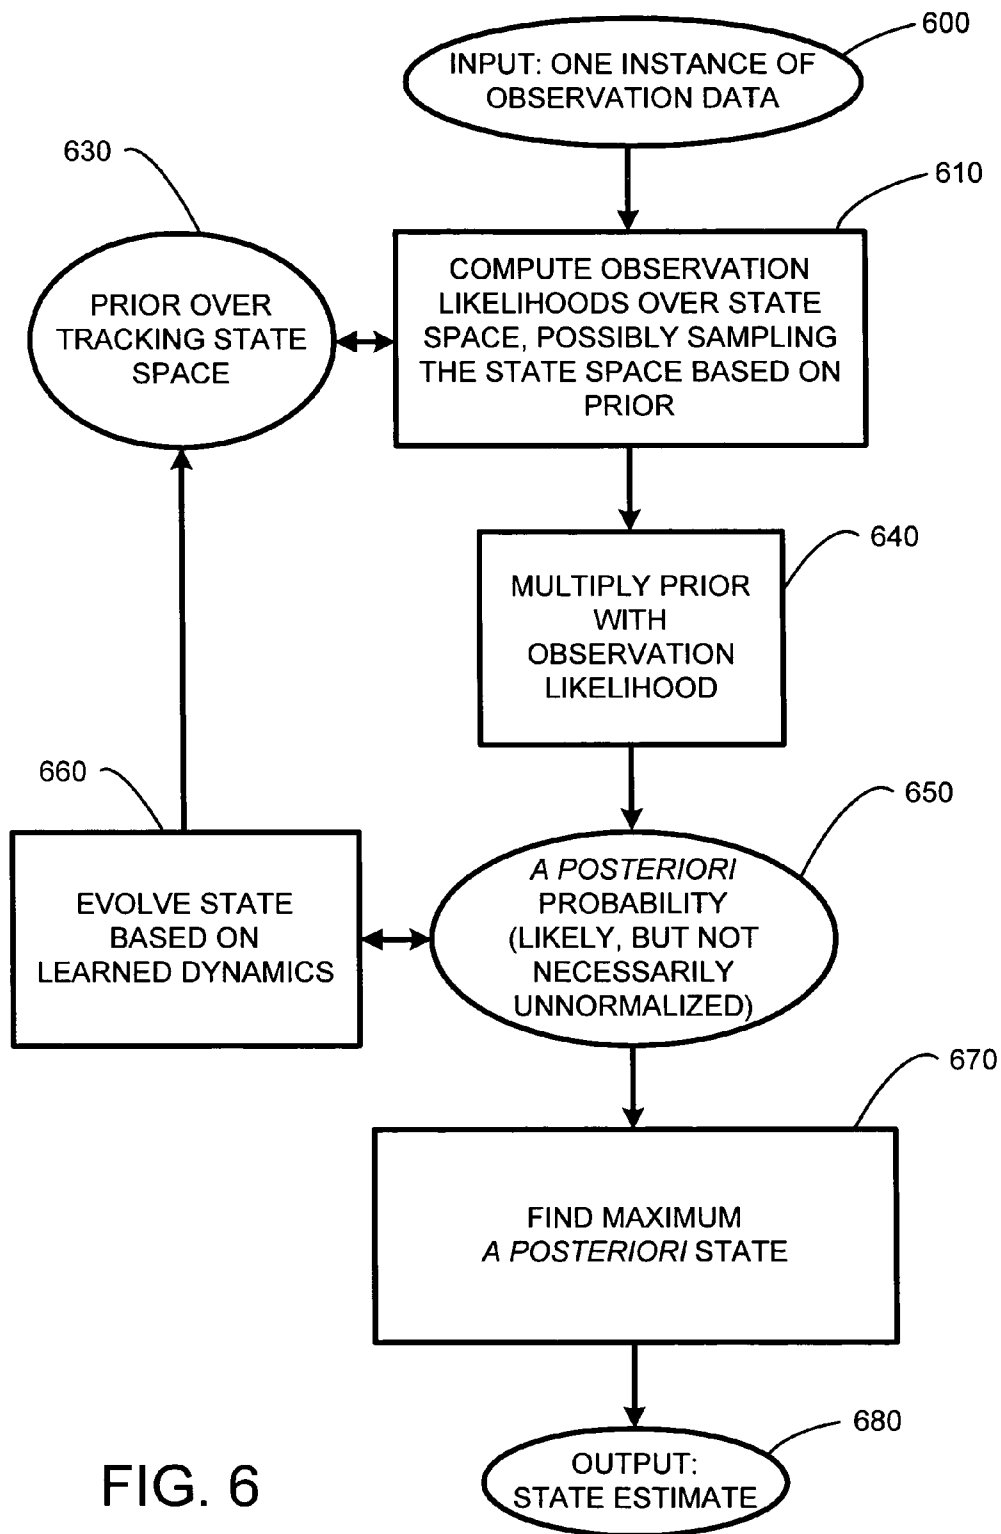 600
INPUT: ONE INSTANCE OF
OBSERVATION DATA
610
COMPUTE OBSERVATION
LIKELIHOODS OVER STATE
SPACE, POSSIBLY SAMPLING
THE STATE SPACE BASED ON
PRIOR
630
PRIOR OVER
TRACKING STATE
SPACE
640
MULTIPLY PRIOR
WITH
OBSERVATION
LIKELIHOOD
650
A POSTERIORI
PROBABILITY
(LIKELY, BUT NOT
NECESSARILY
UNNORMALIZED)
660
EVOLVE STATE
BASED ON
LEARNED DYNAMICS
670
FIND MAXIMUM
A POSTERIORI STATE
680
OUTPUT:
STATE ESTIMATE
FIG. 6